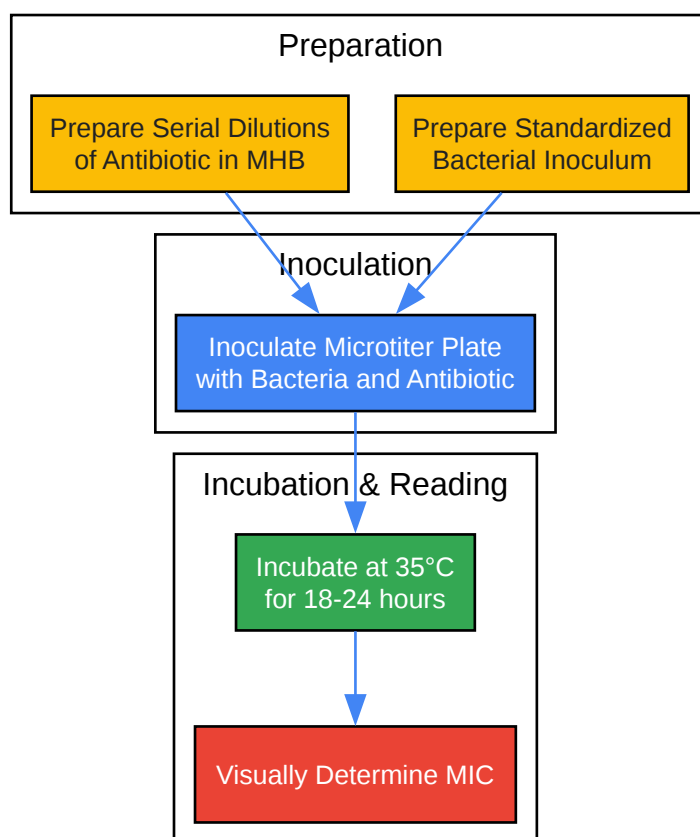 Preparation
Prepare Serial Dilutions
of Antibiotic in MHB
Prepare Standardized
Bacterial Inoculum
Inoculation
Inoculate Microtiter Plate
with Bacteria and Antibiotic
Incubation & Reading
Incubate at 35°C
for 18-24 hours
Visually Determine MIC